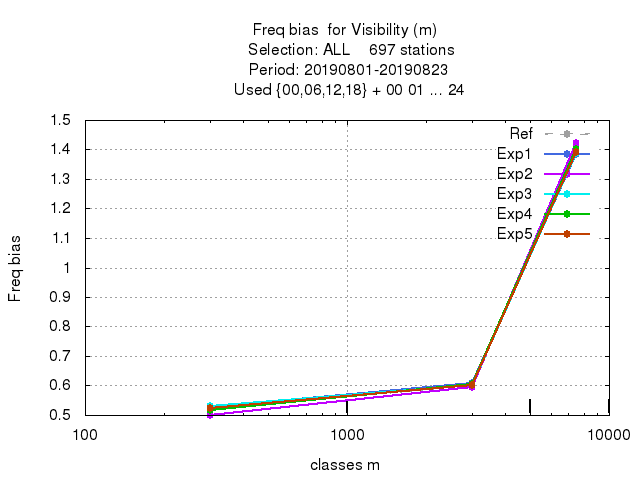 Freq bias  for Visibility (m)
Selection: ALL    697 stations
Period: 20190801-20190823
Used {00,06,12,18} + 00 01 ... 24
1.5
1.4
1.3
1.2
1.1
1
0.9
0.8
0.7
0.6
0.5
Freq bias
Ref
Exp1
Exp2
Exp3
Exp4
Exp5
100
1000
10000
classes m